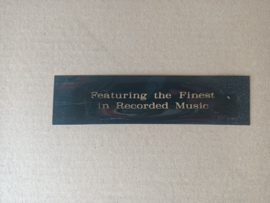 Featuring the Finest
in Recorded Music